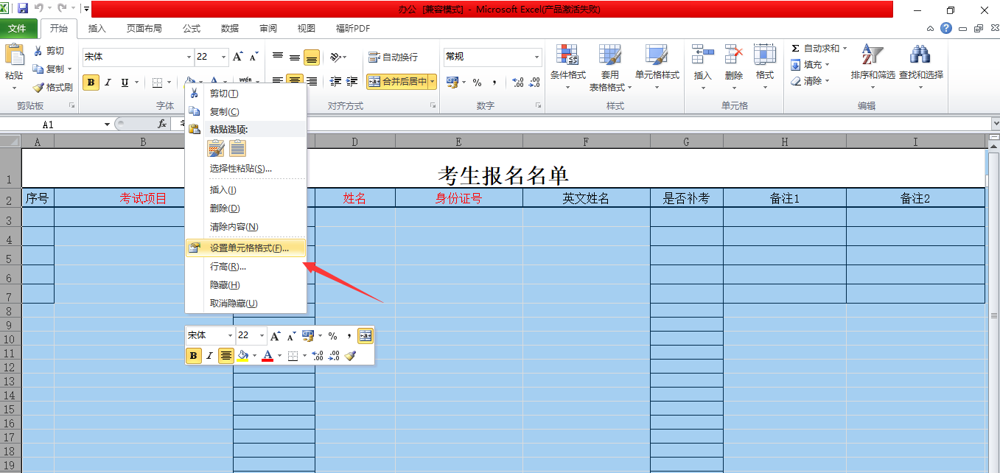 办公 [兼容模式] - Microsoft Excel(产品激活失败)
文件 开始 插入 页面布局 公式 数据 审阅 视图 福昕PDF
粘贴 剪切 复制 格式刷
宋体 22
B I U wén
自动换行
合并后居中
常规
% ,
条件格式 套用 表格格式 单元格样式
插入 删除 格式
Σ 自动求和
填充
清除
排序和筛选 查找和选择
剪贴板 字体 对齐方式 数字 样式 单元格 编辑
A1 fx
A B D E F G H I
1 考生报名名单
2 序号 考试项目 姓名 身份证号 英文姓名 是否补考 备注1 备注2
3
4
5
6
7
8
9
10
11
12
13
14
15
16
17
18
19
剪切(T)
复制(C)
粘贴选项:
选择性粘贴(S)...
插入(I)
删除(D)
清除内容(N)
设置单元格格式(F)...
行高(R)...
隐藏(H)
取消隐藏(U)
宋体 22 A A % ,
B I A